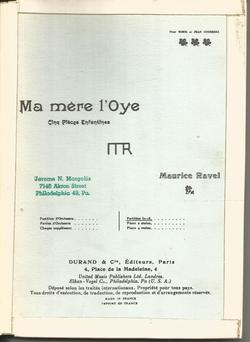 Pour MIMIE et JEAN GODEBSKI
Ma mère l'Oye
Cinq Pièces Enfantines
MR
Maurice Ravel
Jerome N. Margolis
7148 Akron Street
Philadelphia 49, Pa.
Partition d'Orchestre
Parties d'Orchestre
Chaque supplément
Partition in-16
Piano 2 mains
Piano 4 mains
DURAND & Cie, Éditeurs, Paris
4, Place de la Madeleine, 4
United Music Publishers Ltd. Londres.
Elkan-Vogel Co., Philadelphia, Pa (U. S. A.)
Déposé selon les traités internationaux. Propriété pour tous pays.
Tous droits d'exécution, de traduction, de reproduction et d'arrangements réservés.
MADE IN FRANCE
IMPRIMÉ EN FRANCE